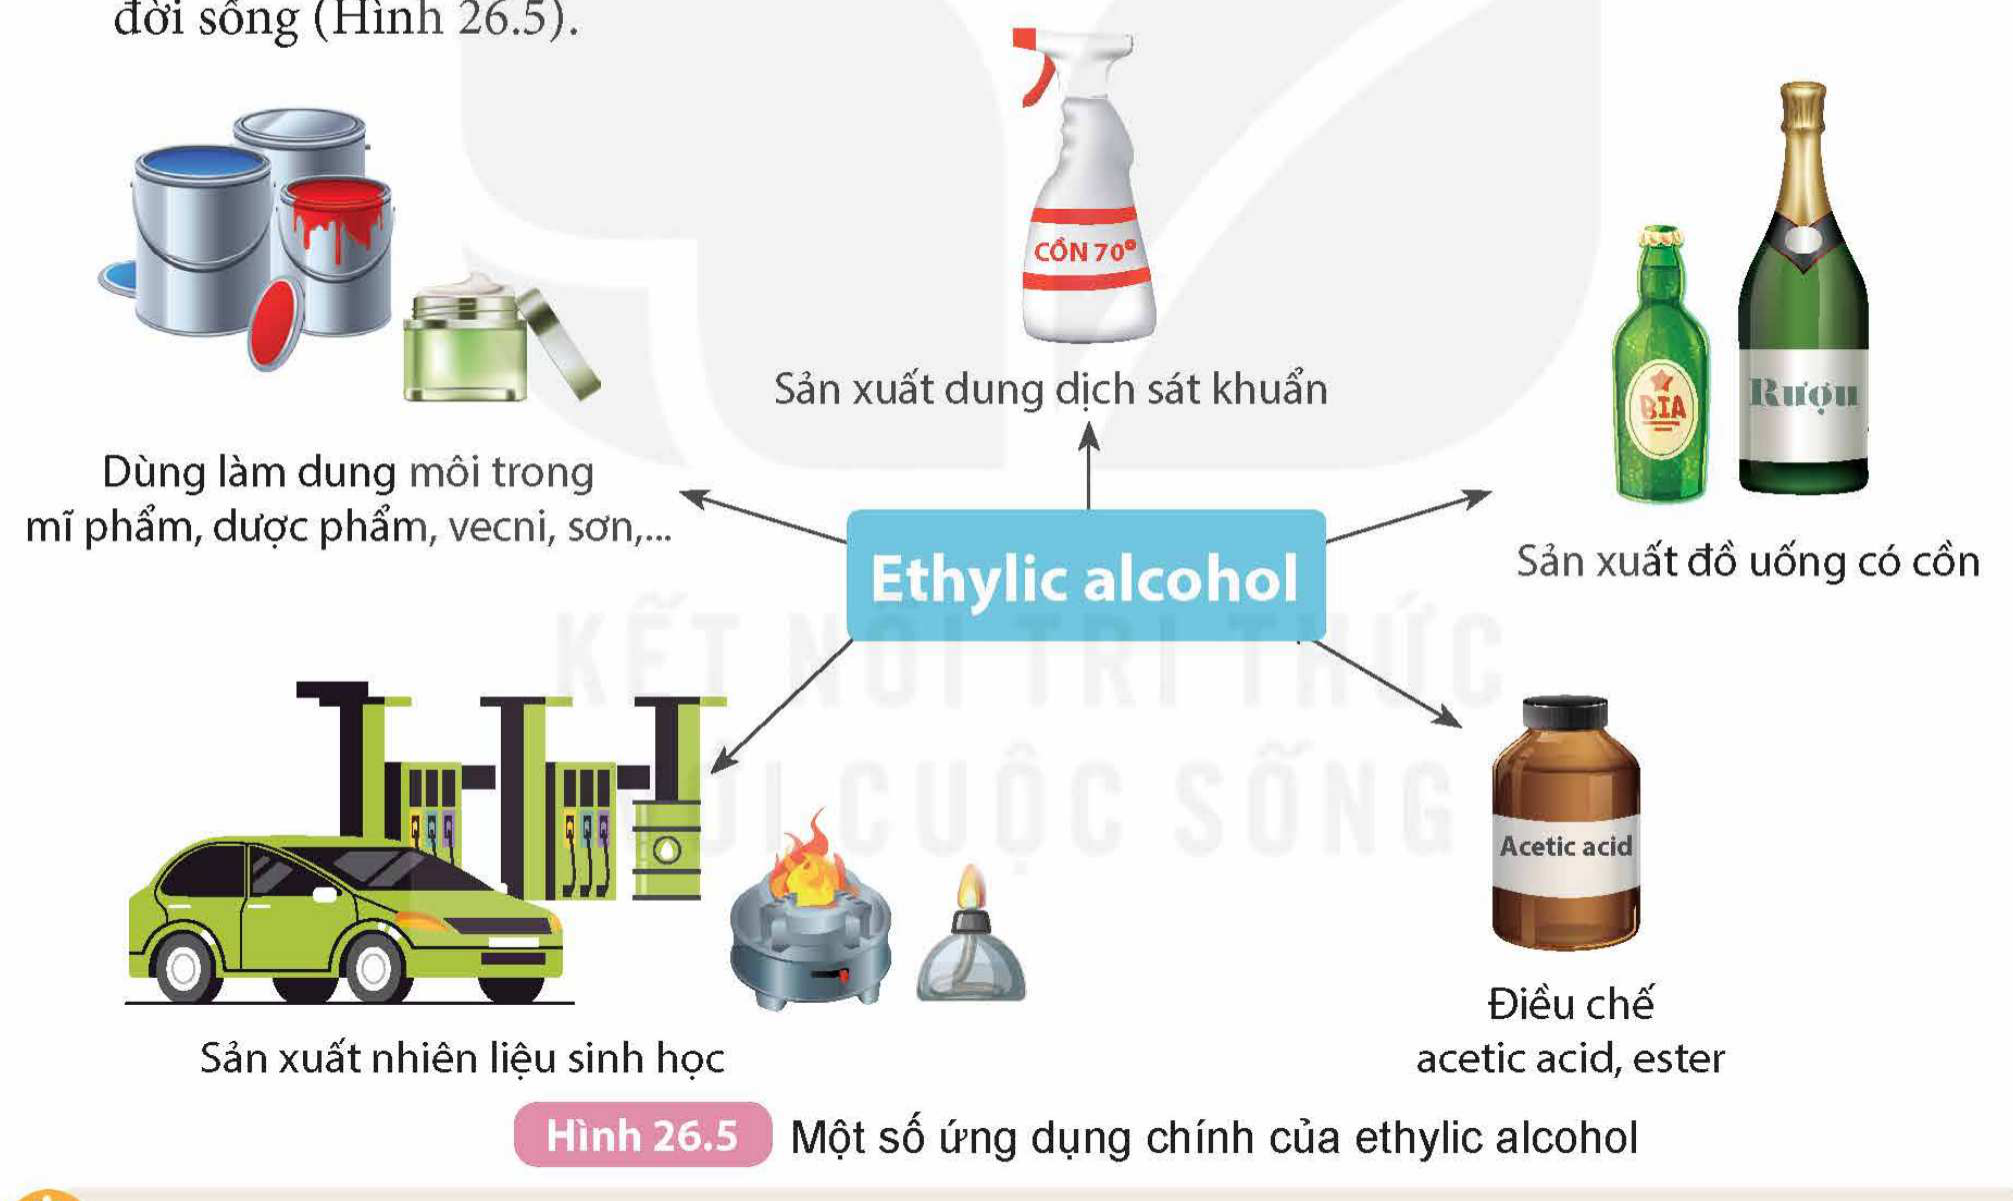 đời sống (Hình 26.5).
CỒN 70°
Sản xuất dung dịch sát khuẩn
BIA
Rượu
Dùng làm dung môi trong
mĩ phẩm, dược phẩm, vecni, sơn,...
Ethylic alcohol
Sản xuất đồ uống có cồn
KẾT NỐI TRI THỨC
VỚI CUỘC SỐNG
Acetic acid
Sản xuất nhiên liệu sinh học
Điều chế
acetic acid, ester
Hình 26.5 Một số ứng dụng chính của ethylic alcohol